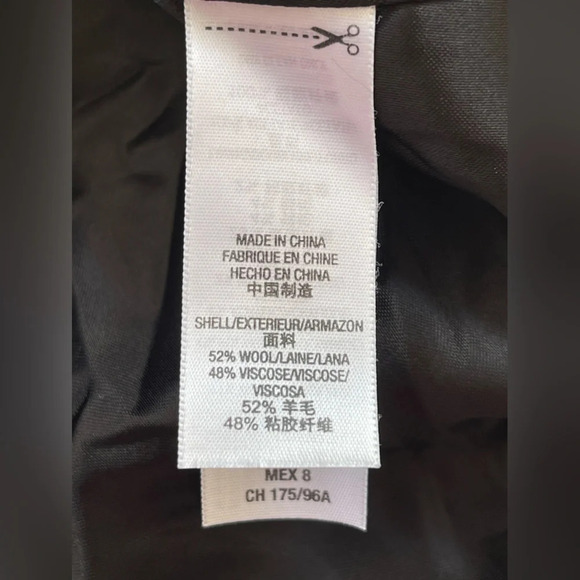 MADE IN CHINA
FABRIQUE EN CHINE
HECHO EN CHINA
中国制造
SHELL/EXTERIEUR/ARMAZON
面料
52% WOOL/LAINE/LANA
48% VISCOSE/VISCOSE/
VISCOSA
52% 羊毛
48% 粘胶纤维
MEX 8
CH 175/96A